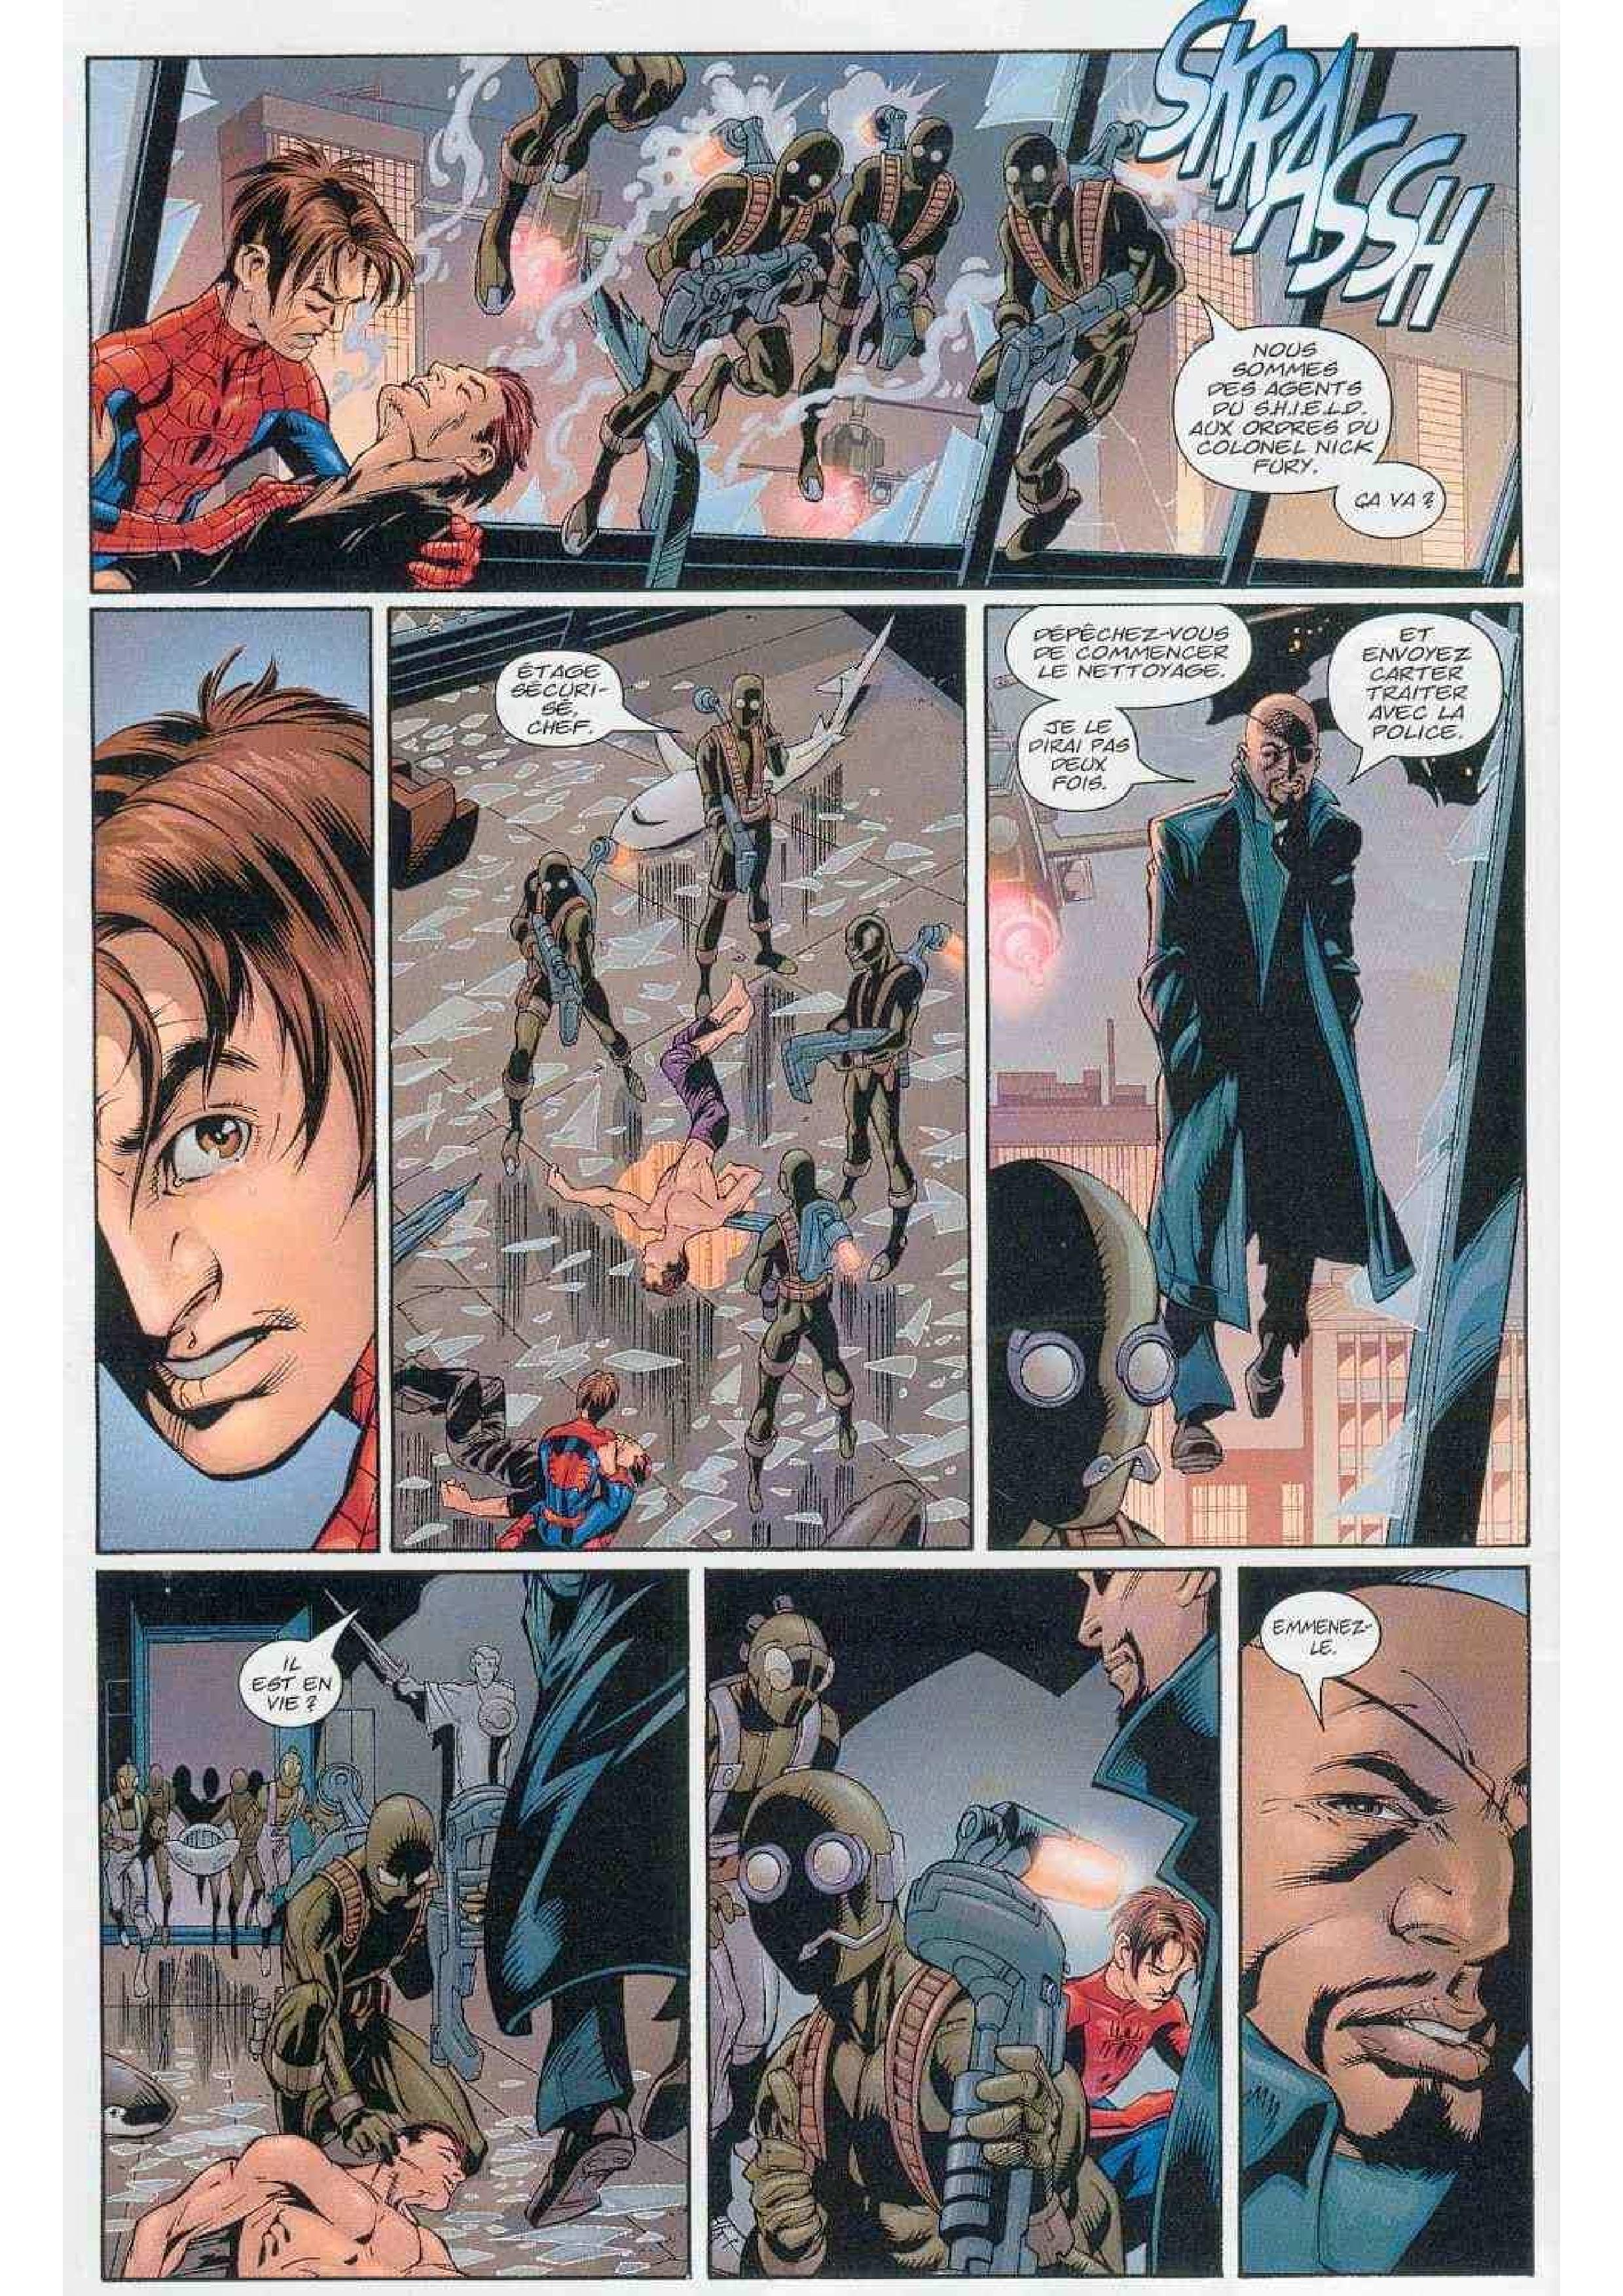 SKRASSH
NOUS
SOMMES
DES AGENTS
DU S.H.I.E.L.D.
AUX ORDRES DU
COLONEL NICK
FURY.
ÇA VA ?
ÉTAGE
SÉCURI-
SÉ,
CHEF.
DÉPÊCHEZ-VOUS
DE COMMENCER
LE NETTOYAGE.
JE LE
DIRAI PAS
DEUX
FOIS.
ET
ENVOYEZ
CARTER
TRAITER
AVEC LA
POLICE.
IL
EST EN
VIE ?
EMMENEZ-
LE.